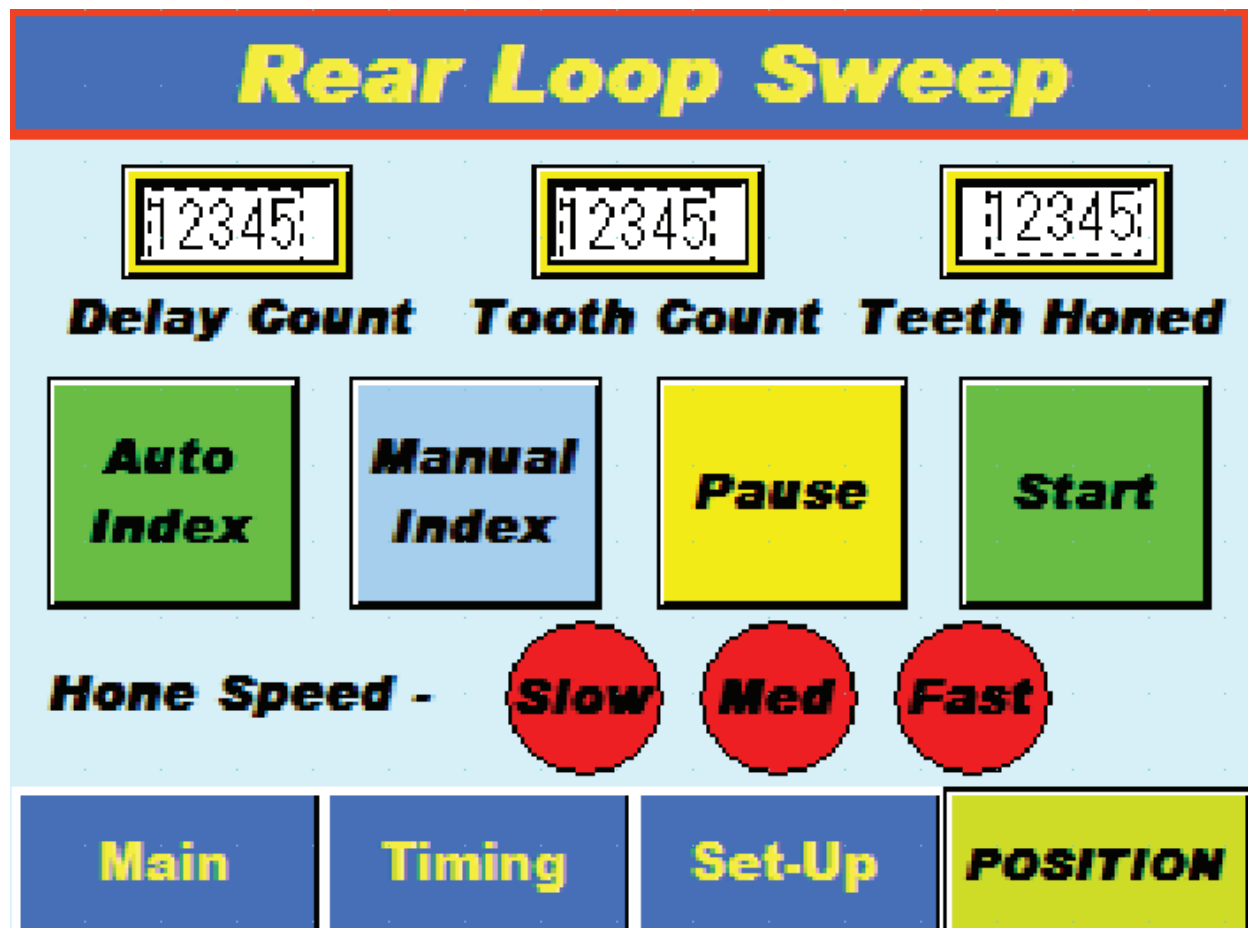 Rear Loop Sweep
12345 12345 12345
Delay Count Tooth Count Teeth Honed
Auto Index
Manual Index
Pause
Start
Hone Speed - Slow Med Fast
Main Timing Set-Up POSITION